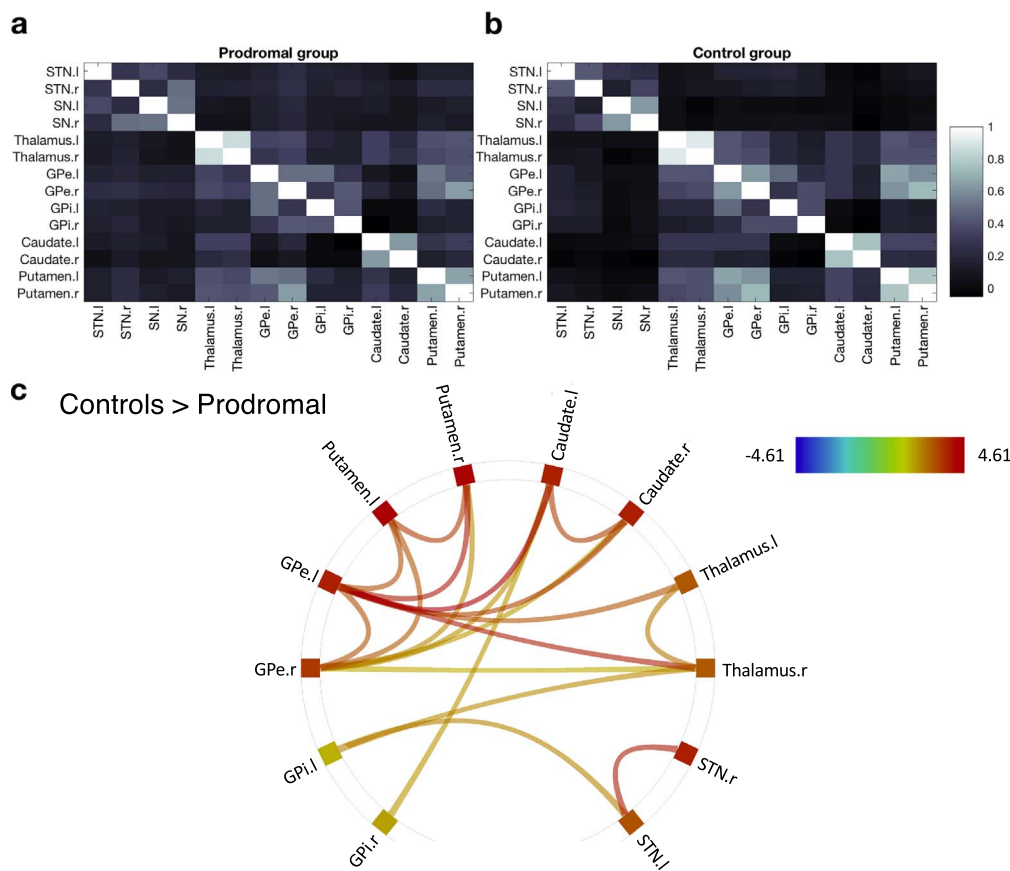 a
b
Prodromal group
Control group
STN.l
STN.r
SN.l
SN.r
Thalamus.l
Thalamus.r
GPe.l
GPe.r
GPi.l
GPi.r
Caudate.l
Caudate.r
Putamen.l
Putamen.r
STN.l
STN.r
SN.l
SN.r
Thalamus.l
Thalamus.r
GPe.l
GPe.r
GPi.l
GPi.r
Caudate.l
Caudate.r
Putamen.l
Putamen.r
STN.l
STN.r
SN.l
SN.r
Thalamus.l
Thalamus.r
GPe.l
GPe.r
GPi.l
GPi.r
Caudate.l
Caudate.r
Putamen.l
Putamen.r
STN.l
STN.r
SN.l
SN.r
Thalamus.l
Thalamus.r
GPe.l
GPe.r
GPi.l
GPi.r
Caudate.l
Caudate.r
Putamen.l
Putamen.r
1
0.8
0.6
0.4
0.2
0
c
Controls > Prodromal
-4.61
4.61
Putamen.l
Putamen.r
Caudate.l
Caudate.r
Thalamus.l
Thalamus.r
STN.r
STN.l
GPi.r
GPi.l
GPe.r
GPe.l